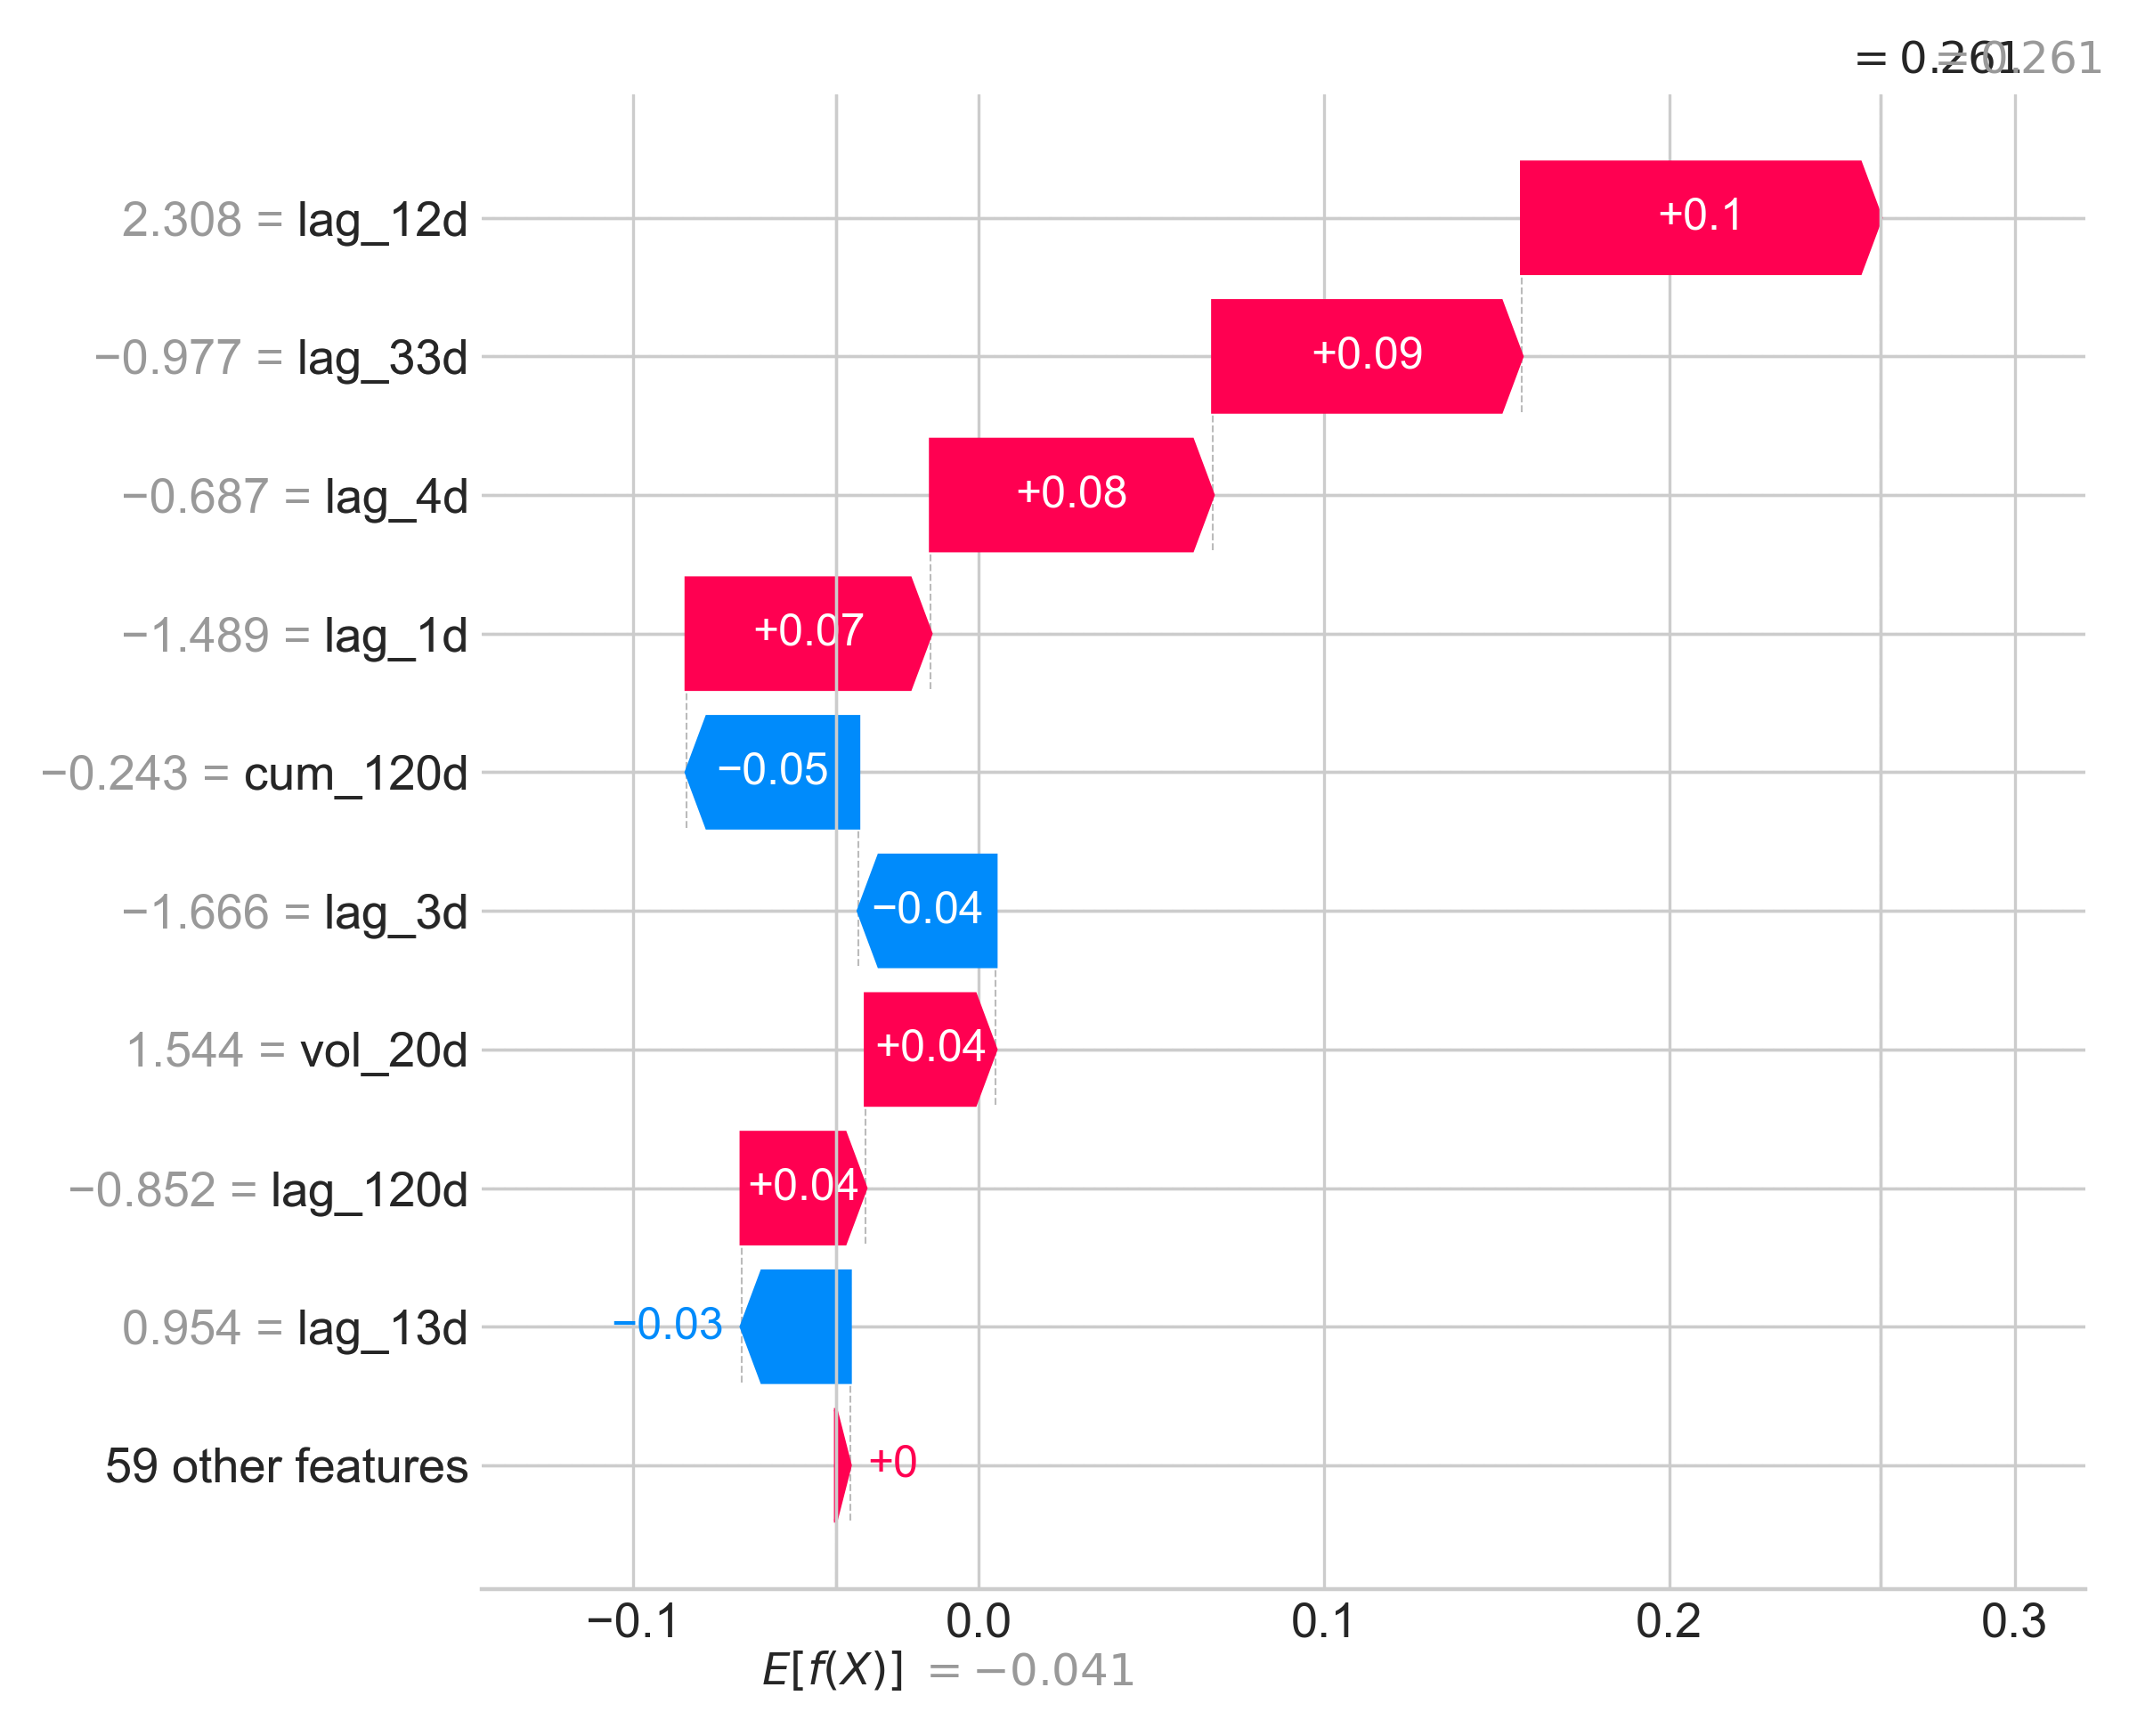 = 0.261 = 0.261
2.308 = lag_12d +0.1
−0.977 = lag_33d +0.09
−0.687 = lag_4d +0.08
−1.489 = lag_1d +0.07
−0.243 = cum_120d −0.05
−1.666 = lag_3d −0.04
1.544 = vol_20d +0.04
−0.852 = lag_120d +0.04
0.954 = lag_13d −0.03
59 other features +0
−0.1 0.0 0.1 0.2 0.3
E[f(X)] = −0.041